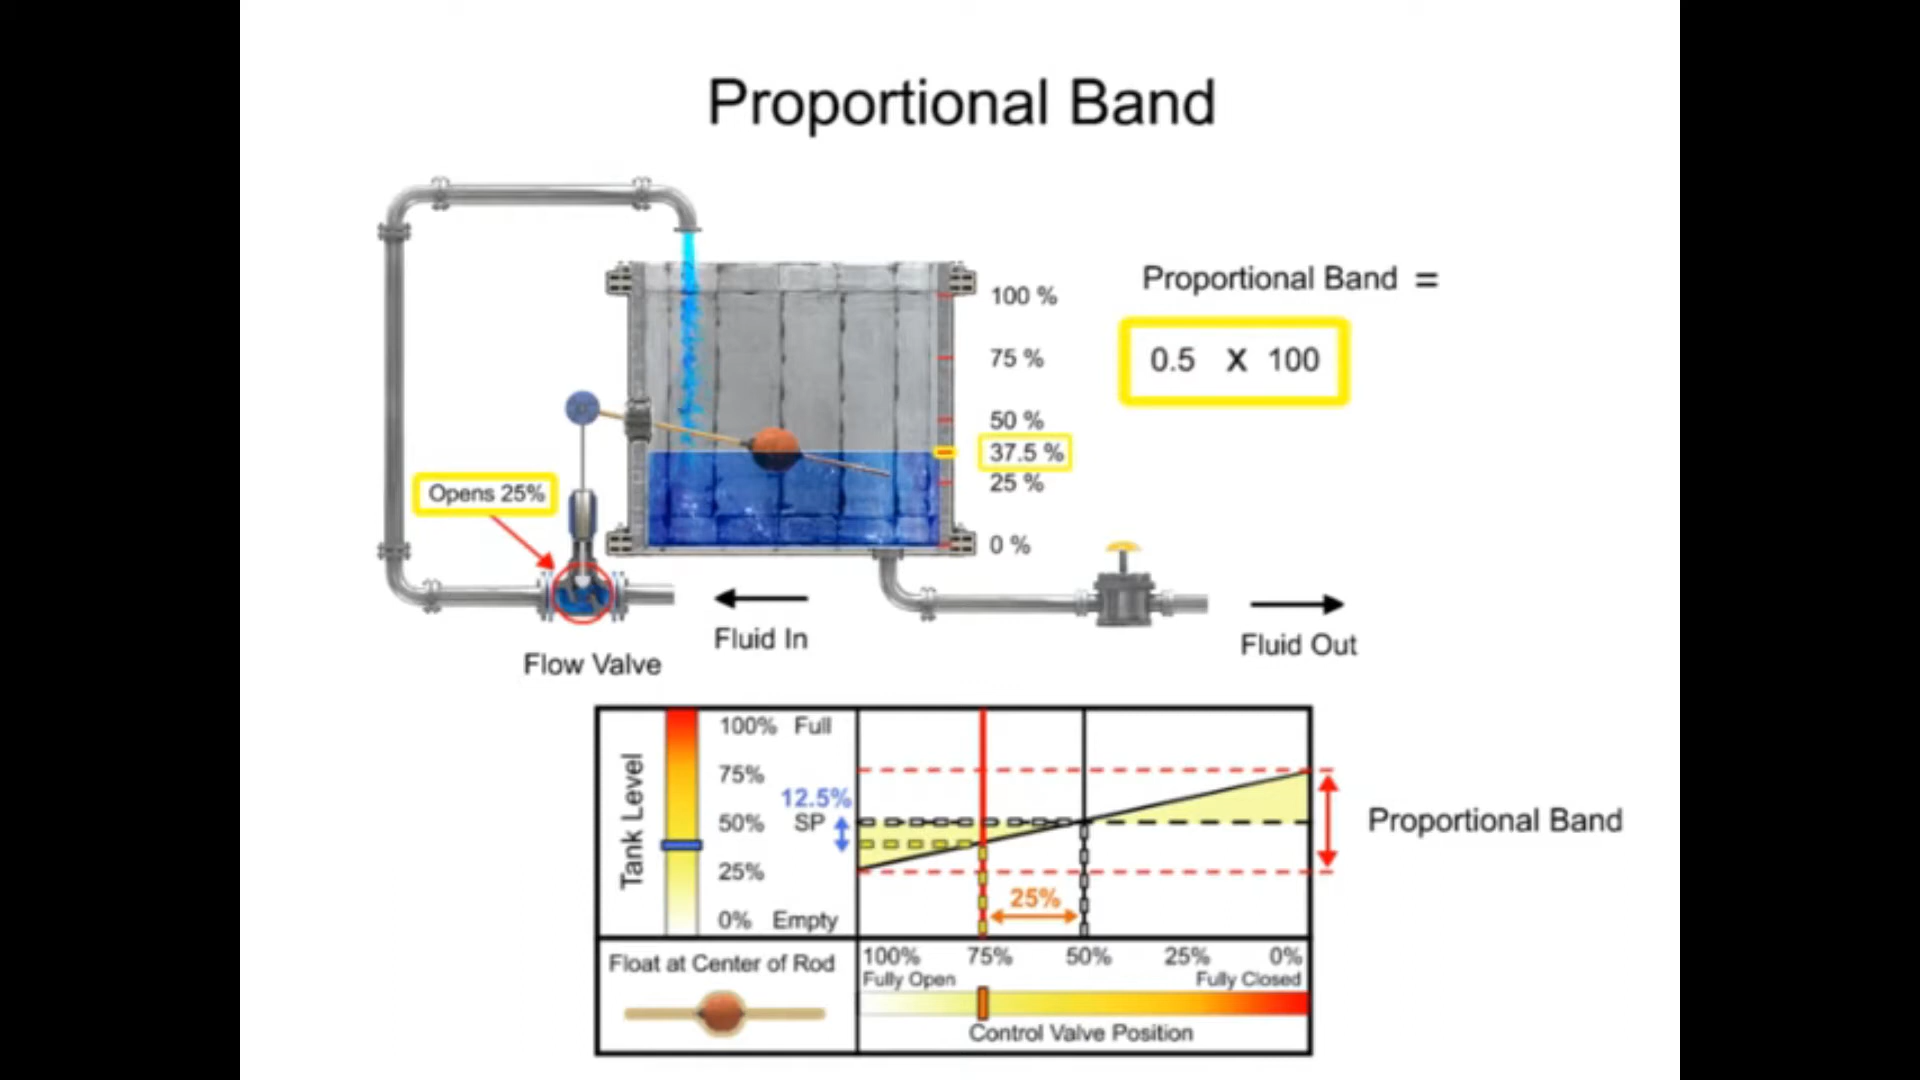 Proportional Band
100 %
75 %
50 %
37.5 %
25 %
0 %
Proportional Band =
0.5 X 100
Opens 25%
Flow Valve
Fluid In
Fluid Out
Tank Level
100% Full
75%
12.5%
50% SP
25%
0% Empty
25%
Proportional Band
Float at Center of Rod
100% 75% 50% 25% 0%
Fully Open Fully Closed
Control Valve Position